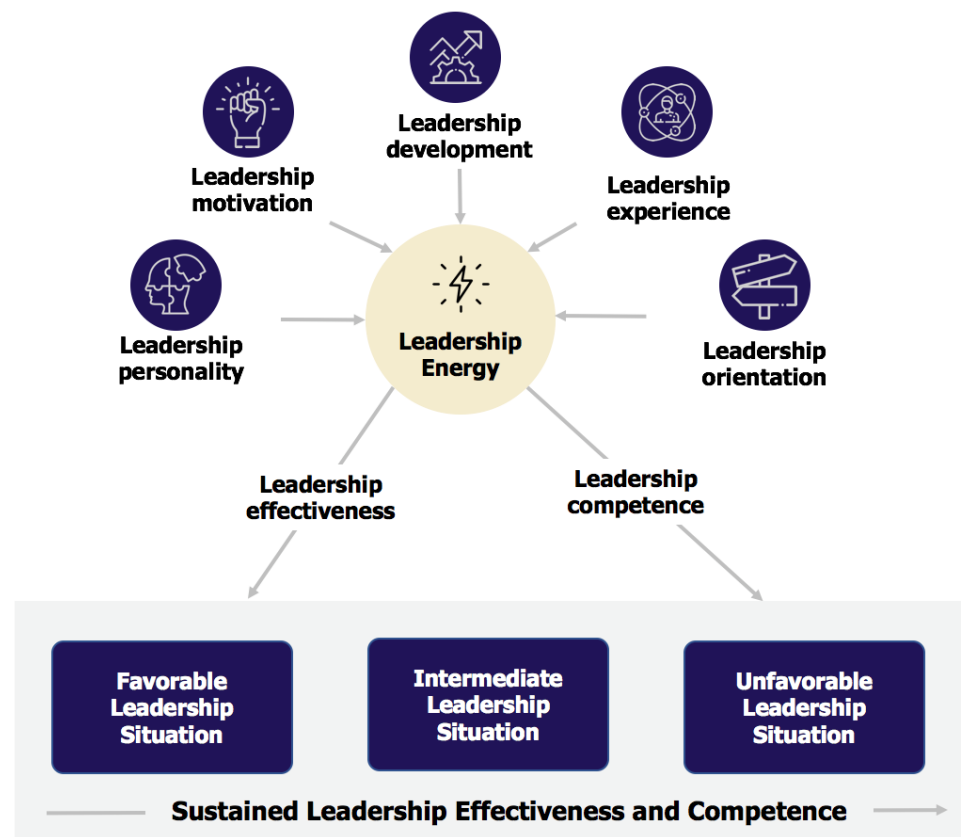 Leadership
development
Leadership
motivation
Leadership
experience
Leadership
personality
Leadership
Energy
Leadership
orientation
Leadership
effectiveness
Leadership
competence
Favorable
Leadership
Situation
Intermediate
Leadership
Situation
Unfavorable
Leadership
Situation
Sustained Leadership Effectiveness and Competence